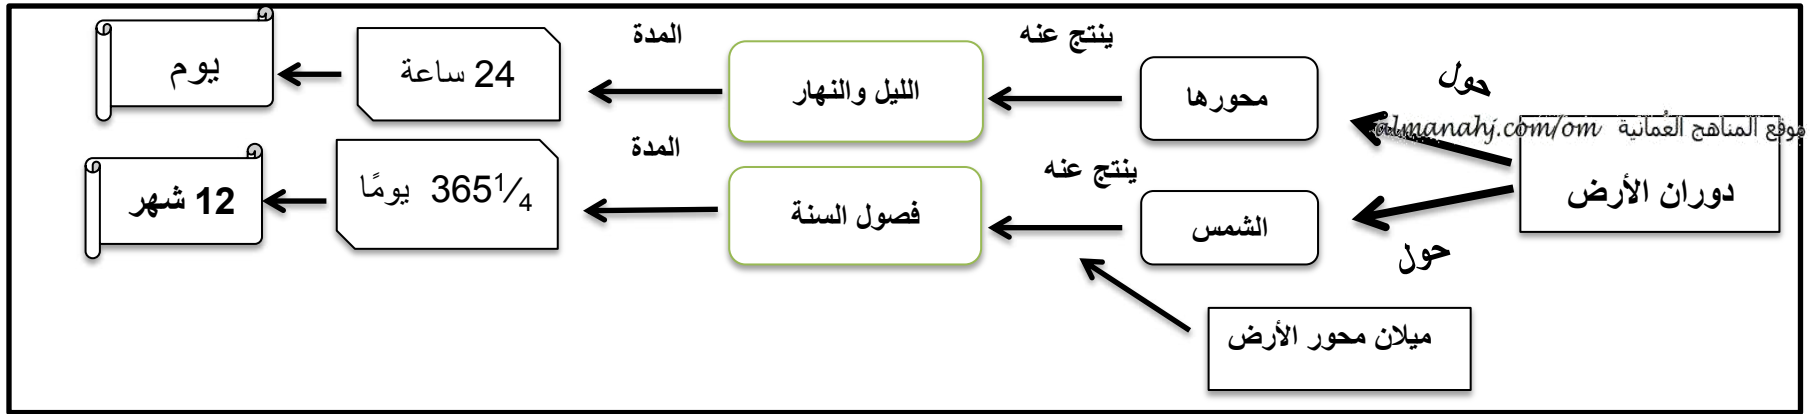 دوران الأرض
حول
محورها
ينتج عنه
الليل والنهار
المدة
24 ساعة
يوم
حول
الشمس
ينتج عنه
فصول السنة
المدة
365¼ يومًا
12 شهر
ميلان محور الأرض
موقع المناهج العُمانية almanahj.com/om